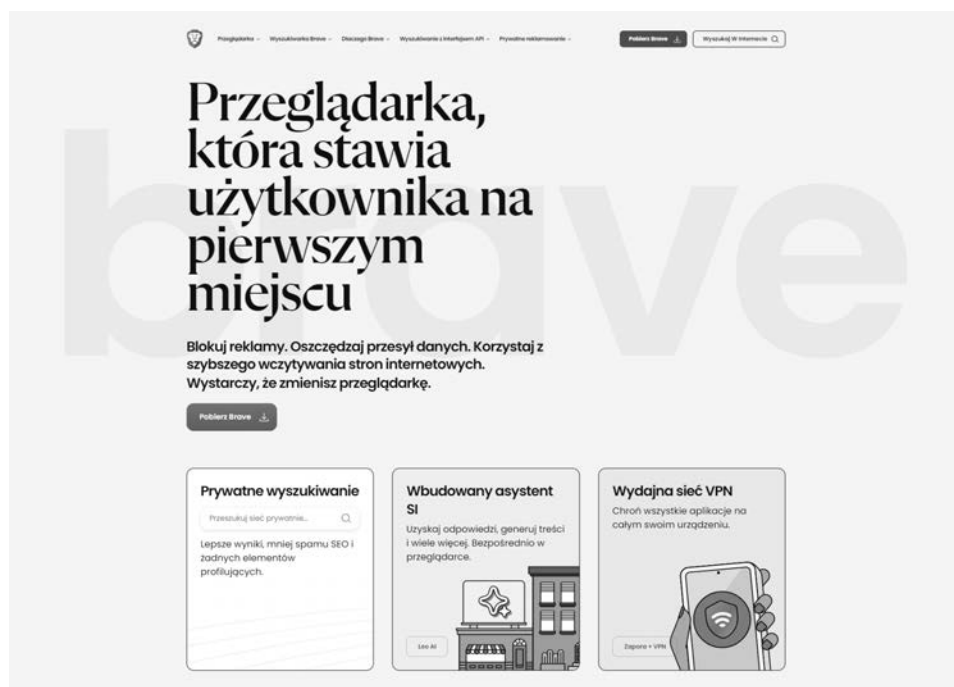 Przeglądarka Wyszukiwarka Brave Dlaczego Brave Wyszukiwanie z interfejsem API Prywatne reklamowanie Pobierz Brave Wyszukaj W Internecie
Przeglądarka,
która stawia
użytkownika na
pierwszym
miejscu
brave
Blokuj reklamy. Oszczędzaj przesył danych. Korzystaj z
szybszego wczytywania stron internetowych.
Wystarczy, że zmienisz przeglądarkę.
Pobierz Brave
Prywatne wyszukiwanie
Przeszukuj sieć prywatnie...
Lepsze wyniki, mniej spamu SEO i
żadnych elementów
profilujących.
Wbudowany asystent
SI
Uzyskaj odpowiedzi, generuj treści
i wiele więcej. Bezpośrednio w
przeglądarce.
Leo AI
Wydajna sieć VPN
Chroń wszystkie aplikacje na
całym swoim urządzeniu.
Zapora + VPN